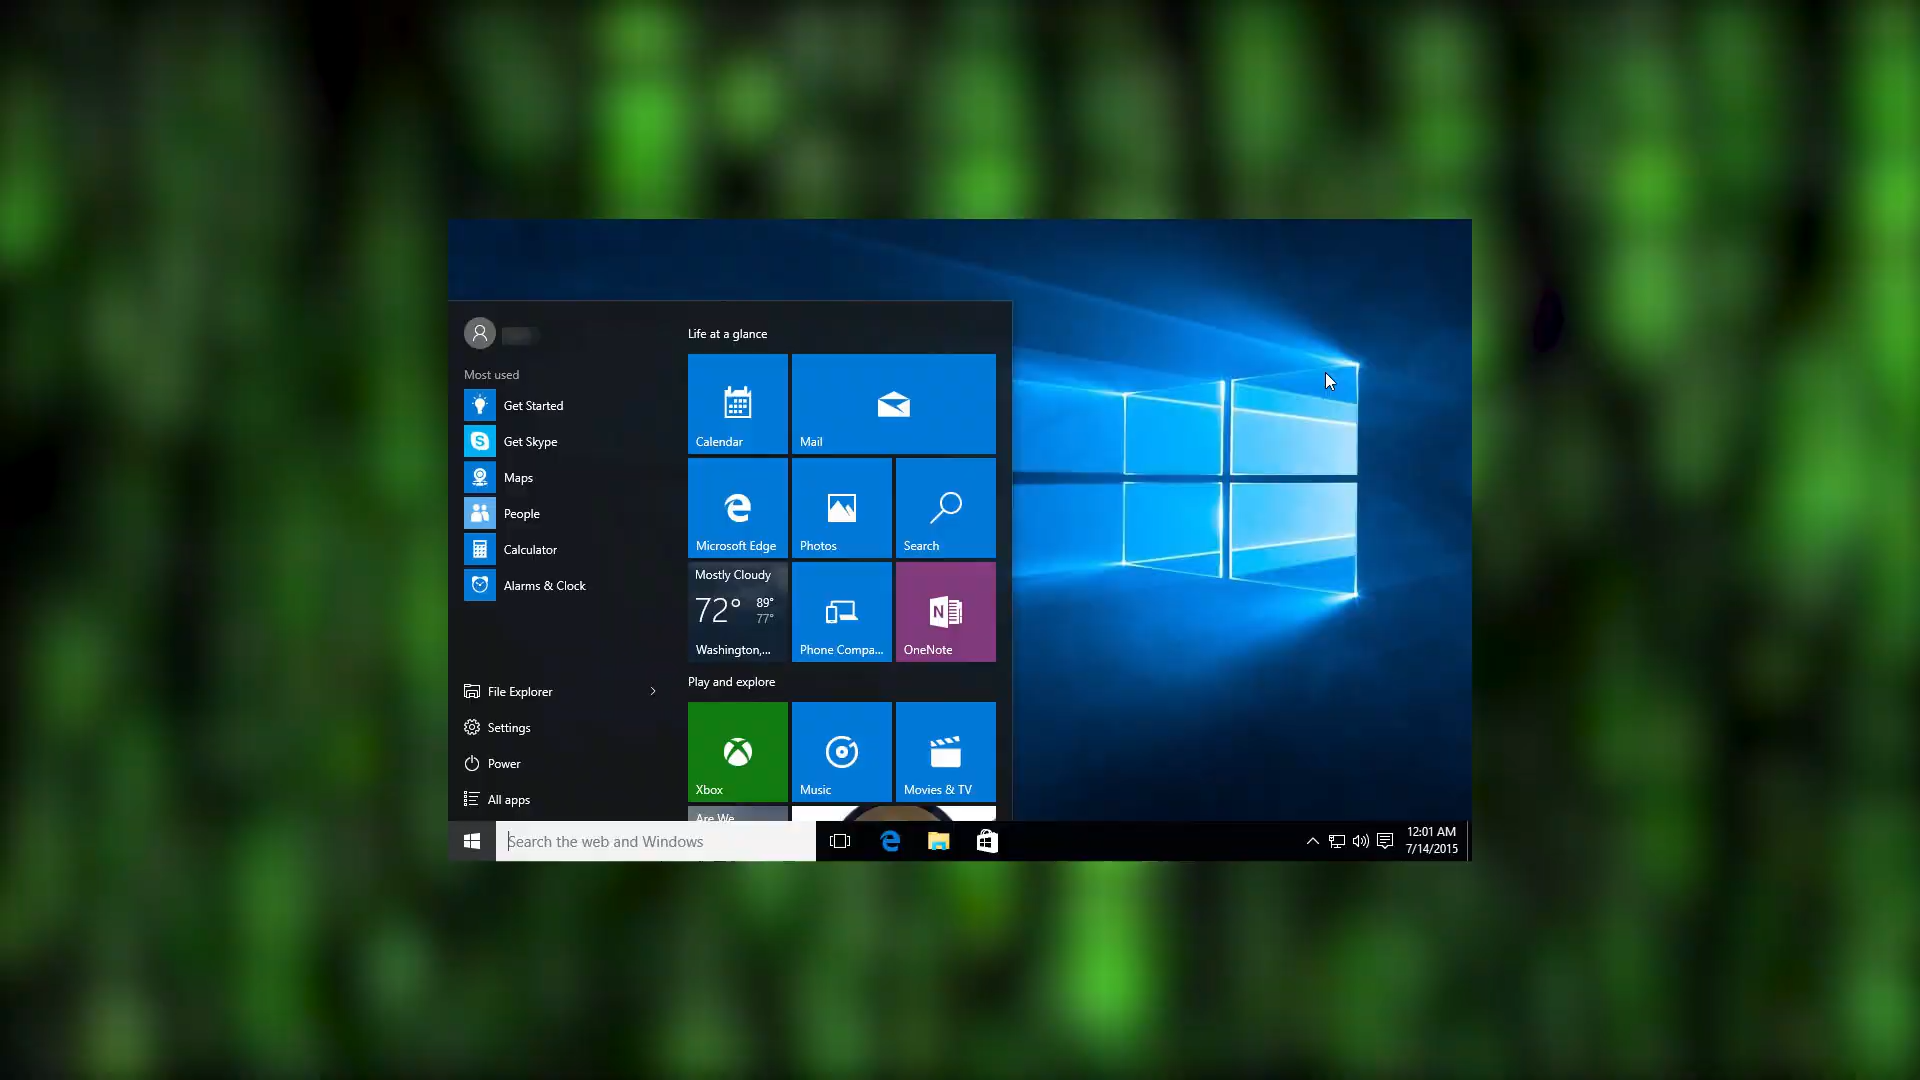 Life at a glance
Most used
Get Started
Get Skype
Maps
People
Calculator
Alarms & Clock
File Explorer
Settings
Power
All apps
Calendar
Mail
Microsoft Edge
Photos
Search
Mostly Cloudy
72°
89°
77°
Washington,...
Phone Compa...
N
OneNote
Play and explore
Xbox
Music
Movies & TV
Are We
Search the web and Windows
12:01 AM
7/14/2015